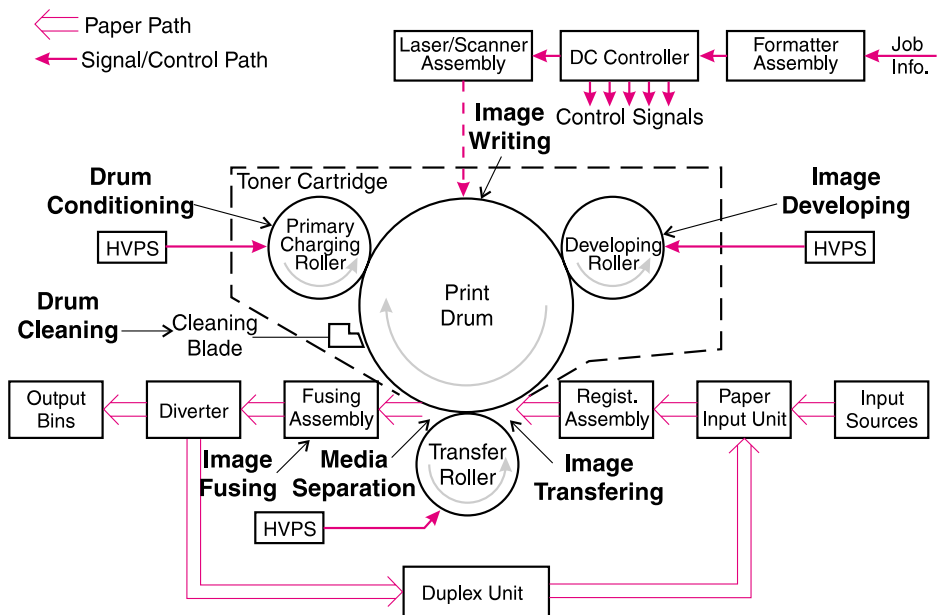 Paper Path
Signal/Control Path
Laser/Scanner
Assembly
DC Controller
Formatter
Assembly
Job
Info.
Control Signals
Image
Writing
Drum
Conditioning
Toner Cartridge
Image
Developing
Primary
Charging
Roller
Developing
Roller
HVPS
HVPS
Print
Drum
Drum
Cleaning
Cleaning
Blade
Output
Bins
Diverter
Fusing
Assembly
Regist.
Assembly
Paper
Input Unit
Input
Sources
Image
Fusing
Media
Separation
Transfer
Roller
Image
Transfering
HVPS
Duplex Unit